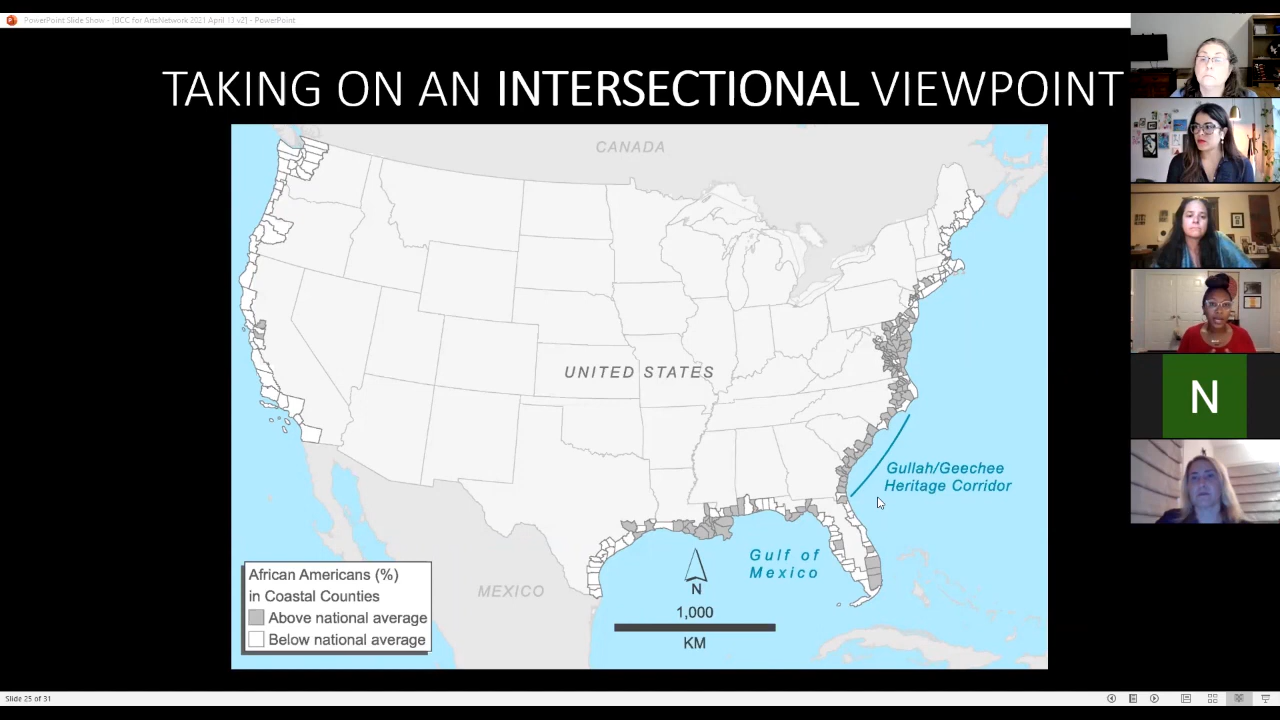 PowerPoint Slide Show - [BCC for ArtsNetwork 2021 April 13 v2] - PowerPoint
TAKING ON AN INTERSECTIONAL VIEWPOINT
CANADA
UNITED STATES
Gullah/Geechee
Heritage Corridor
Gulf of
Mexico
MEXICO
N
1,000
KM
African Americans (%)
in Coastal Counties
Above national average
Below national average
N
Slide 25 of 31